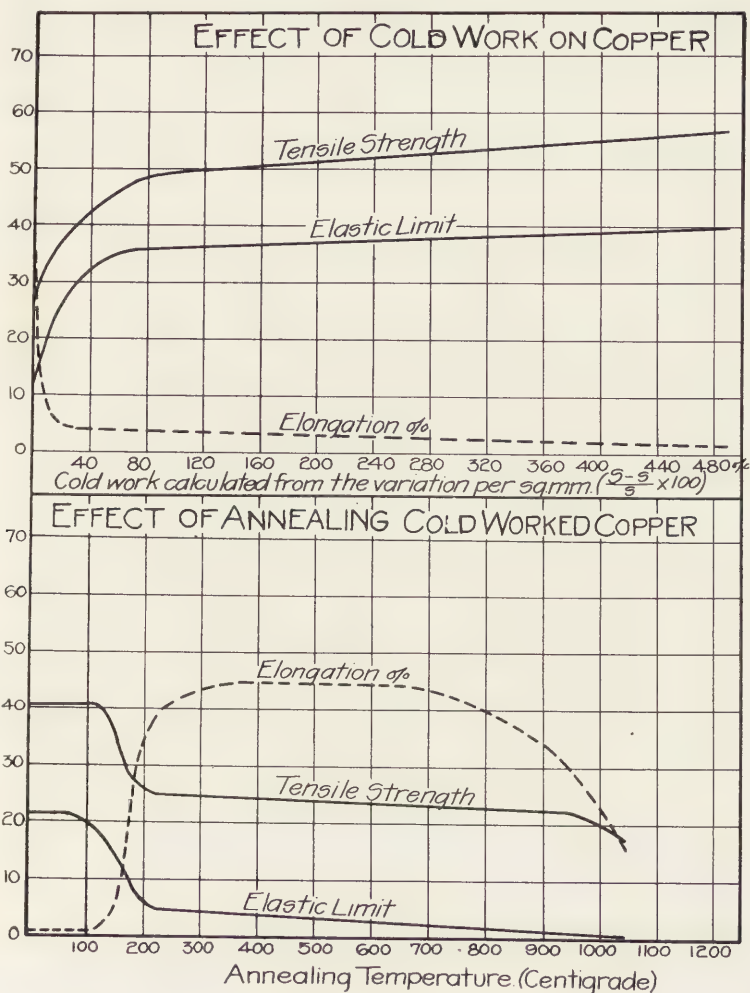 EFFECT OF COLD WORK ON COPPER
70
60
Tensile Strength
50
40
Elastic Limit
30
20
10
Elongation %
0
40 80 120 160 200 240 280 320 360 400 440 480%
Cold work calculated from the variation per sq.mm. (S-s/s ×100)
EFFECT OF ANNEALING COLD WORKED COPPER
70
60
50
Elongation %
40
30
Tensile Strength
20
10
Elastic Limit
0
100 200 300 400 500 600 700 800 900 1000 1100 1200
Annealing Temperature.(Centigrade)